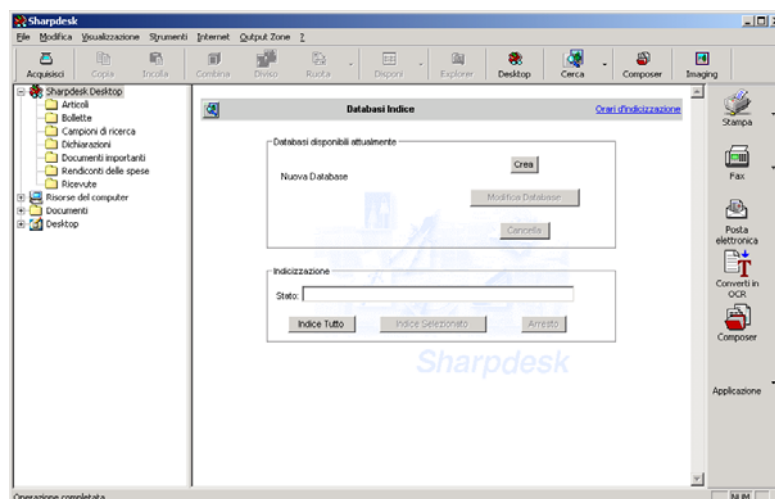 Sharpdesk
File Modifica Visualizzazione Strumenti Internet Output Zone ?
Acquisisci Copia Incolla Combina Diviso Ruota Disponi Explorer Desktop Cerca Composer Imaging
Sharpdesk Desktop
Articoli
Bollette
Campioni di ricerca
Dichiarazioni
Documenti importanti
Rendiconti delle spese
Ricevute
Risorse del computer
Documenti
Desktop
Databasi Indice
Orari d'indicizzazione
Databasi disponibili attualmente
Nuova Database
Crea
Modifica Database
Cancella
Indicizzazione
Stato:
Indice Tutto Indice Selezionato Arresto
Sharpdesk
Stampa
Fax
Posta
elettronica
Converti in
OCR
Composer
Applicazione
Operazione completata
NUM